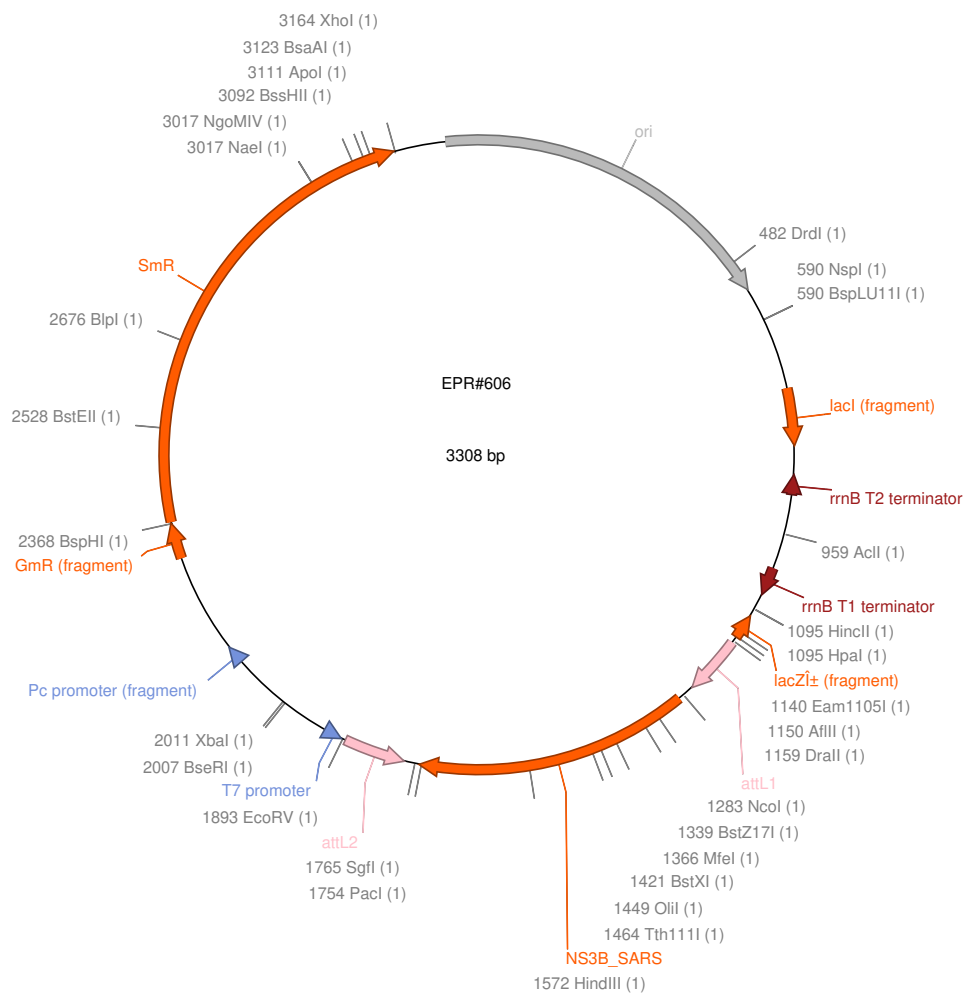 3164 XhoI (1)
3123 BsaAI (1)
3111 ApoI (1)
3092 BssHII (1)
3017 NgoMIV (1)
3017 NaeI (1)
ori
482 DrdI (1)
590 NspI (1)
590 BspLU11I (1)
SmR
2676 BlpI (1)
EPR#606
lacI (fragment)
2528 BstEII (1)
3308 bp
rrnB T2 terminator
2368 BspHI (1)
959 AclI (1)
GmR (fragment)
rrnB T1 terminator
1095 HincII (1)
1095 HpaI (1)
lacZÎ± (fragment)
Pc promoter (fragment)
1140 Eam1105I (1)
1150 AflII (1)
1159 DraII (1)
2011 XbaI (1)
2007 BseRI (1)
T7 promoter
attL1
1893 EcoRV (1)
1283 NcoI (1)
1339 BstZ17I (1)
attL2
1366 MfeI (1)
1765 SgfI (1)
1421 BstXI (1)
1754 PacI (1)
1449 OliI (1)
1464 Tth111I (1)
NS3B_SARS
1572 HindIII (1)